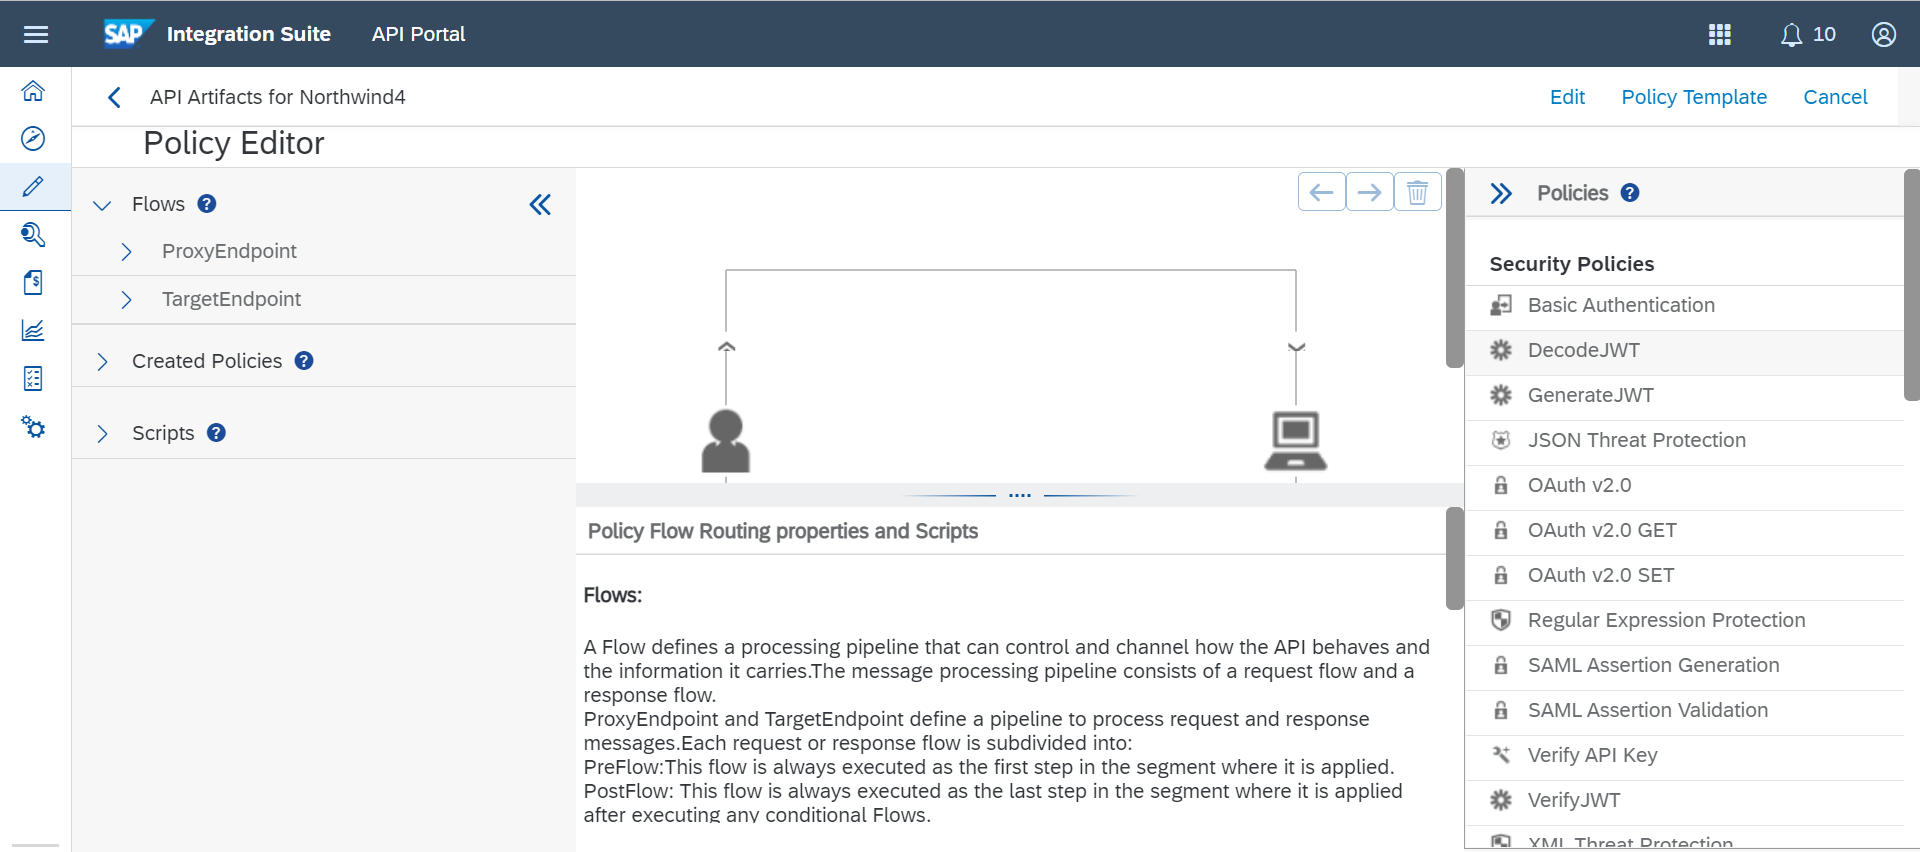 SAP Integration Suite API Portal 10
API Artifacts for Northwind4 Edit Policy Template Cancel
Policy Editor
Flows ?
ProxyEndpoint
TargetEndpoint
Created Policies ?
Scripts ?
Policy Flow Routing properties and Scripts
Flows:
A Flow defines a processing pipeline that can control and channel how the API behaves and
the information it carries.The message processing pipeline consists of a request flow and a
response flow.
ProxyEndpoint and TargetEndpoint define a pipeline to process request and response
messages.Each request or response flow is subdivided into:
PreFlow:This flow is always executed as the first step in the segment where it is applied.
PostFlow: This flow is always executed as the last step in the segment where it is applied
after executing any conditional Flows.
Policies ?
Security Policies
Basic Authentication
DecodeJWT
GenerateJWT
JSON Threat Protection
OAuth v2.0
OAuth v2.0 GET
OAuth v2.0 SET
Regular Expression Protection
SAML Assertion Generation
SAML Assertion Validation
Verify API Key
VerifyJWT
XML Threat Protection